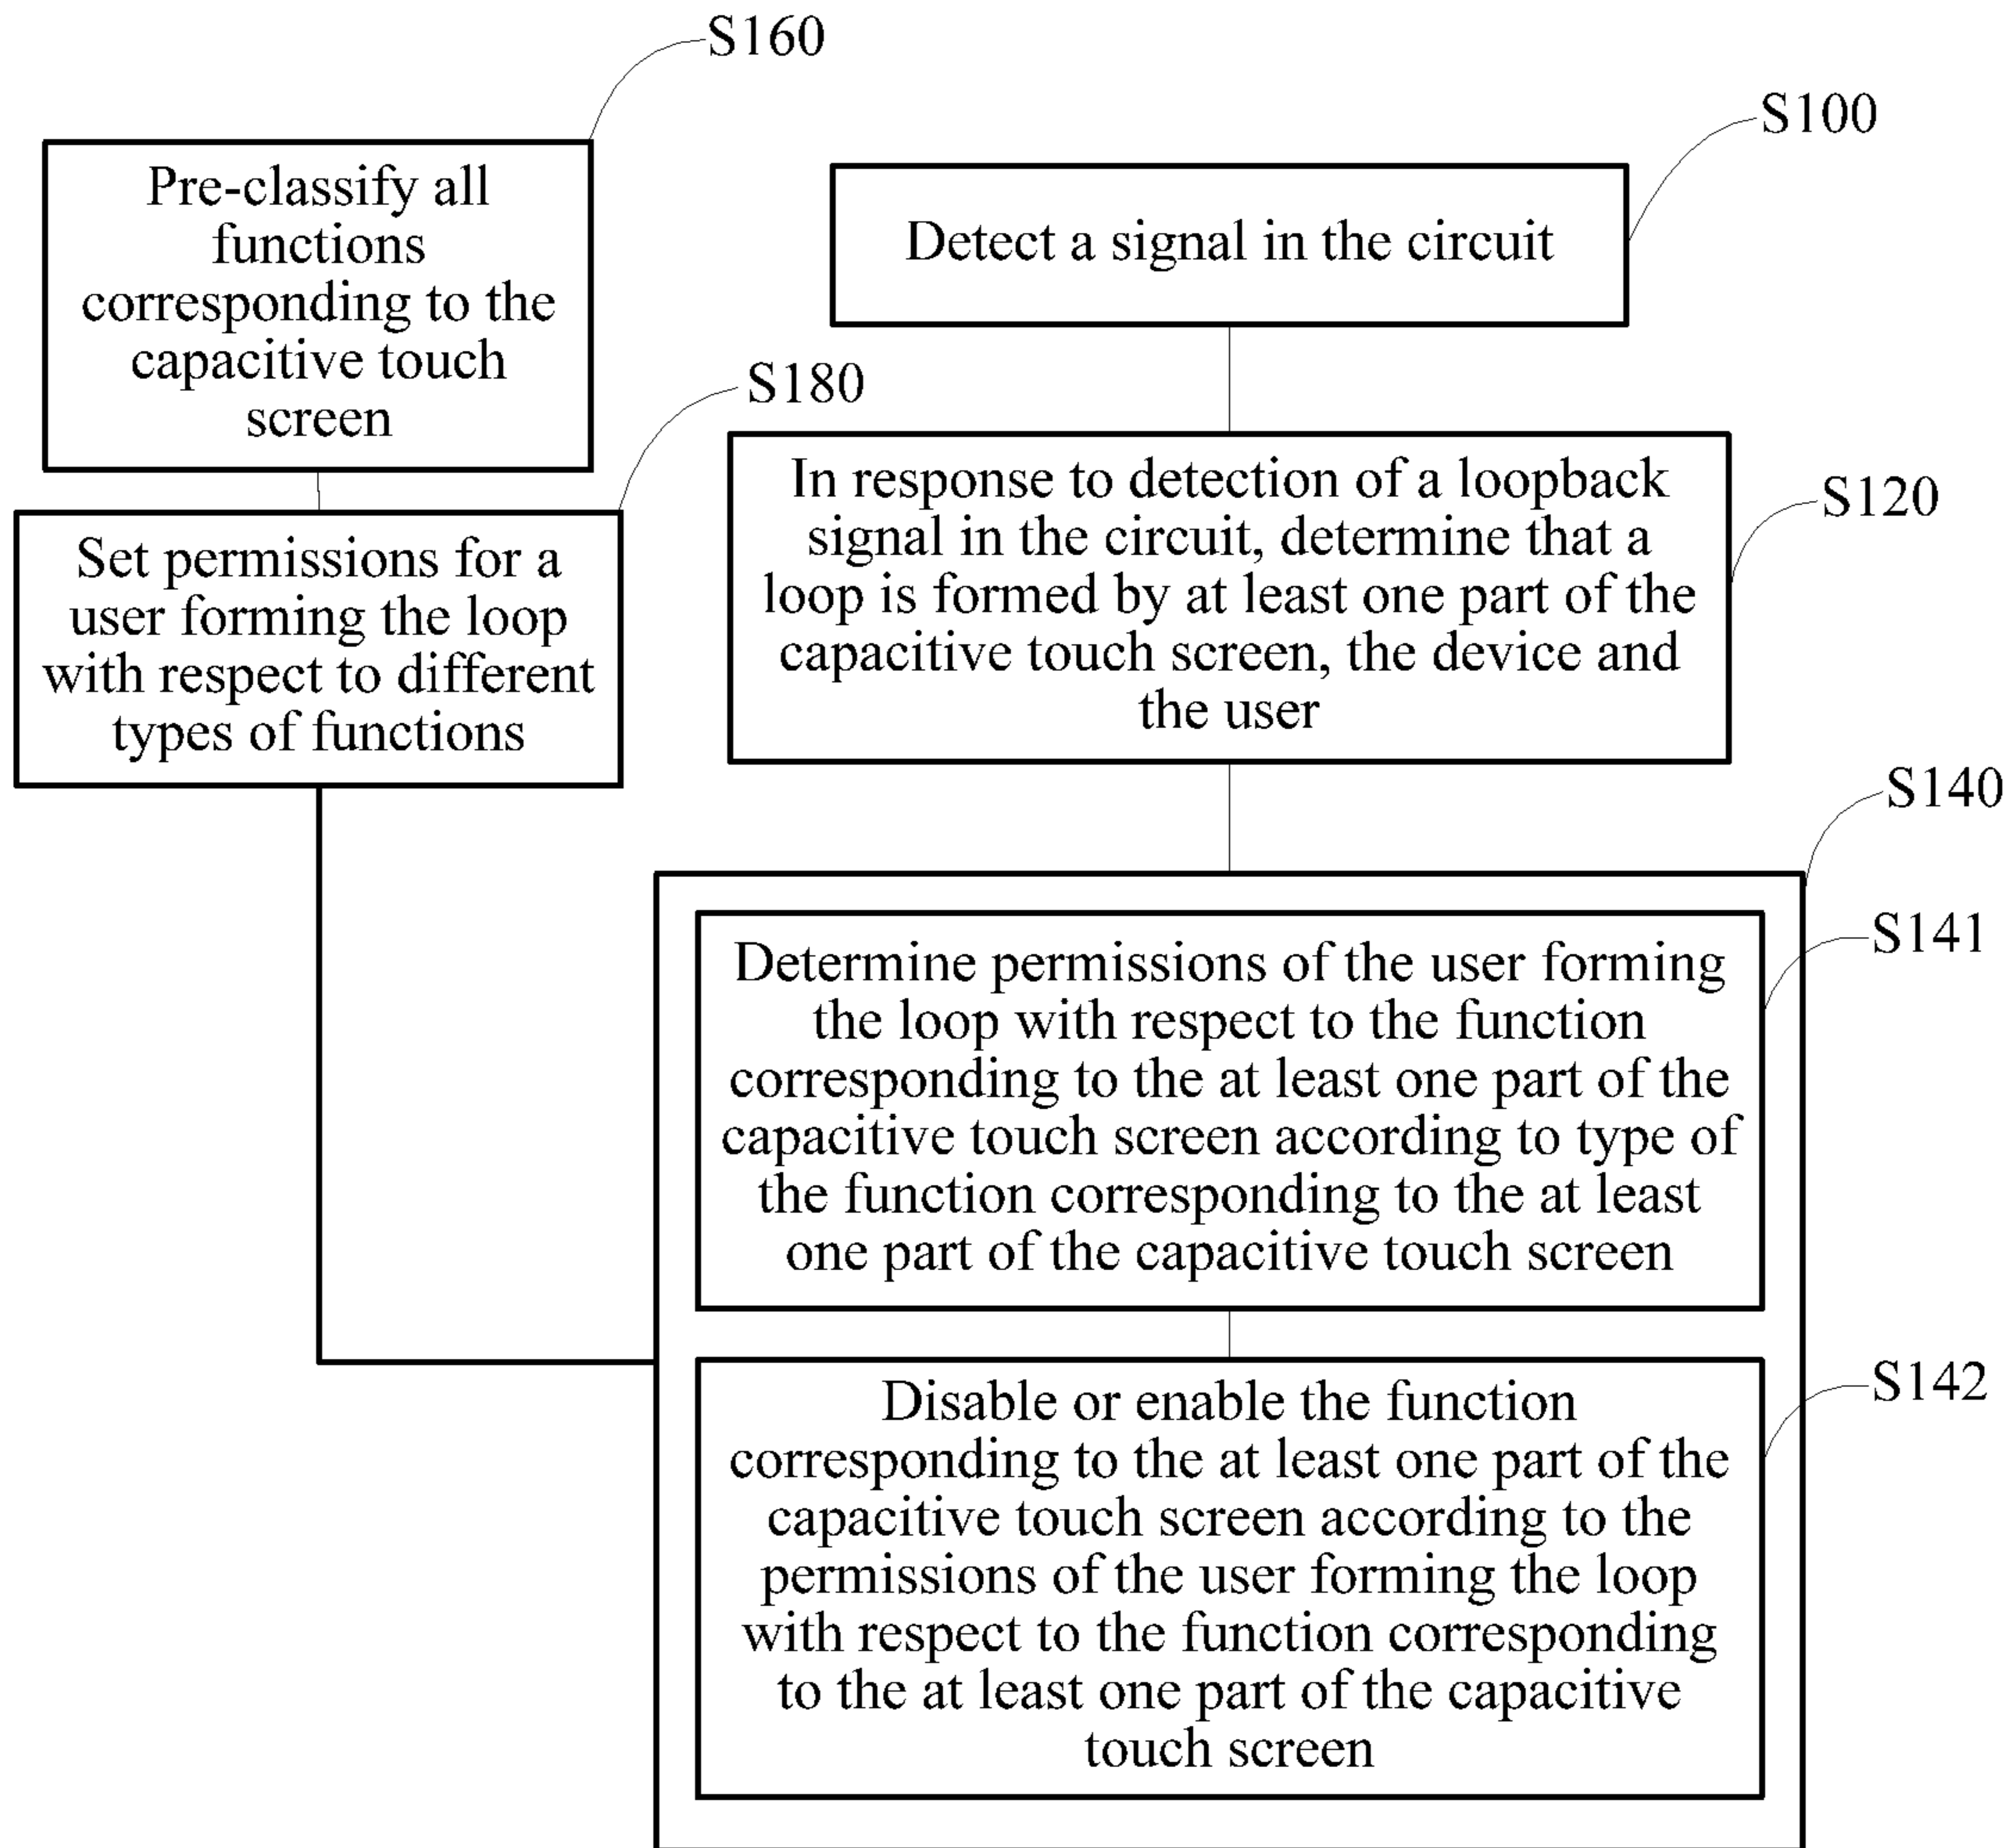 S160
Pre-classify all
functions
corresponding to the
capacitive touch
screen
S180
Set permissions for a
user forming the loop
with respect to different
types of functions
S100
Detect a signal in the circuit
S120
In response to detection of a loopback
signal in the circuit, determine that a
loop is formed by at least one part of the
capacitive touch screen, the device and
the user
S140
S141
Determine permissions of the user forming
the loop with respect to the function
corresponding to the at least one part of the
capacitive touch screen according to type of
the function corresponding to the at least
one part of the capacitive touch screen
S142
Disable or enable the function
corresponding to the at least one part of the
capacitive touch screen according to the
permissions of the user forming the loop
with respect to the function corresponding
to the at least one part of the capacitive
touch screen